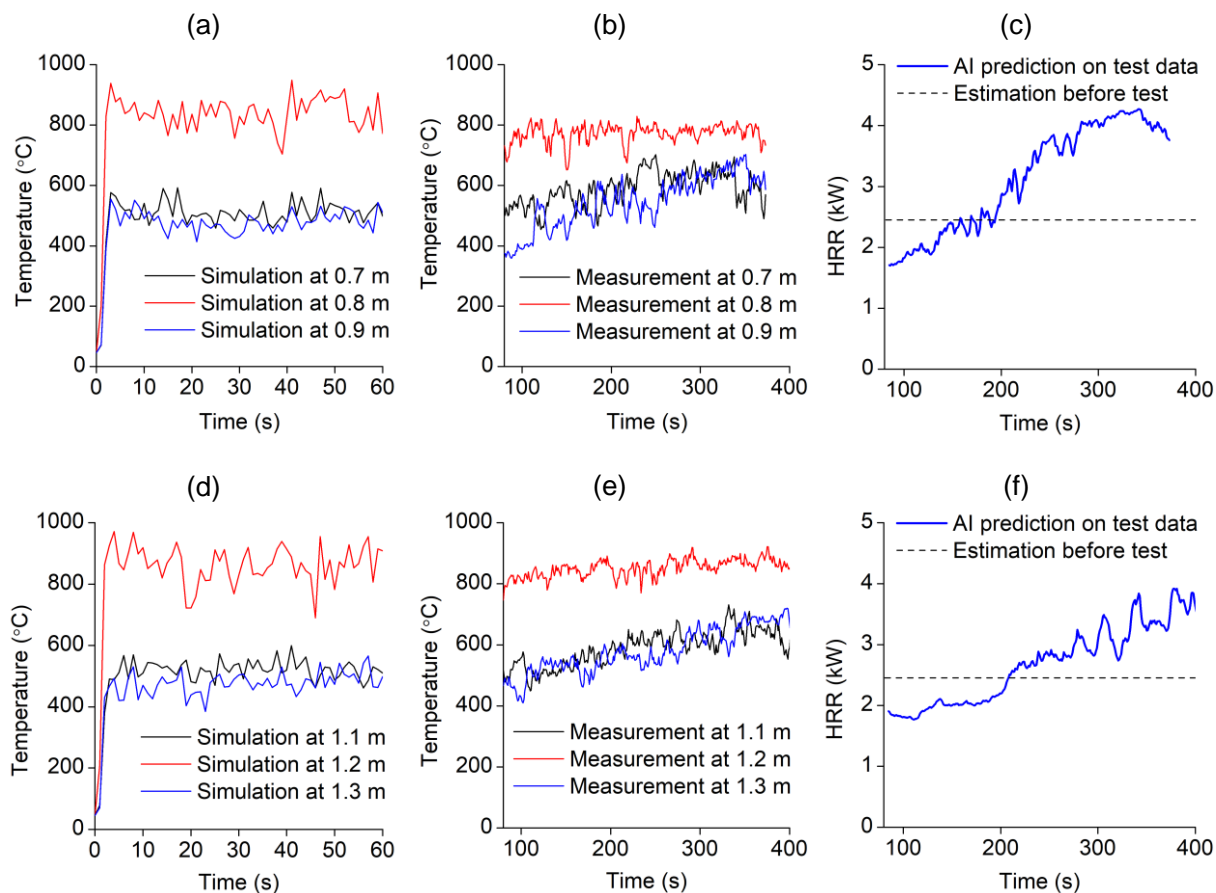 (a)
Temperature (°C)
1000
800
600
400
200
0
Simulation at 0.7 m
Simulation at 0.8 m
Simulation at 0.9 m
0 10 20 30 40 50 60
Time (s)
(b)
Temperature (°C)
1000
800
600
400
200
0
Measurement at 0.7 m
Measurement at 0.8 m
Measurement at 0.9 m
100 200 300 400
Time (s)
(c)
HRR (kW)
5
4
3
2
1
0
AI prediction on test data
Estimation before test
100 200 300 400
Time (s)
(d)
Temperature (°C)
1000
800
600
400
200
0
Simulation at 1.1 m
Simulation at 1.2 m
Simulation at 1.3 m
0 10 20 30 40 50 60
Time (s)
(e)
Temperature (°C)
1000
800
600
400
200
0
Measurement at 1.1 m
Measurement at 1.2 m
Measurement at 1.3 m
100 200 300 400
Time (s)
(f)
HRR (kW)
5
4
3
2
1
0
AI prediction on test data
Estimation before test
100 200 300 400
Time (s)